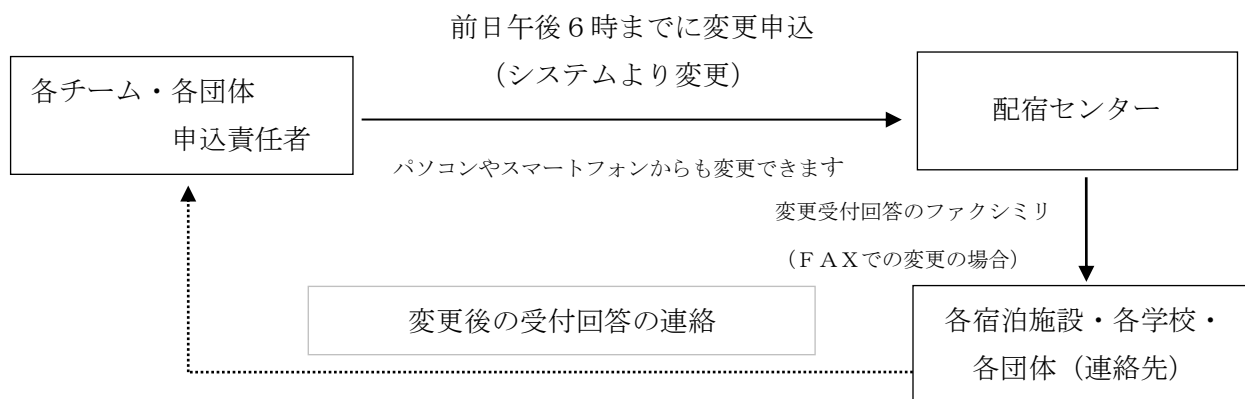 前日午後６時までに変更申込
（システムより変更）
各チーム・各団体
申込責任者
配宿センター
パソコンやスマートフォンからも変更できます
変更受付回答のファクシミリ
（ＦＡＸでの変更の場合）
変更後の受付回答の連絡
各宿泊施設・各学校・
各団体（連絡先）